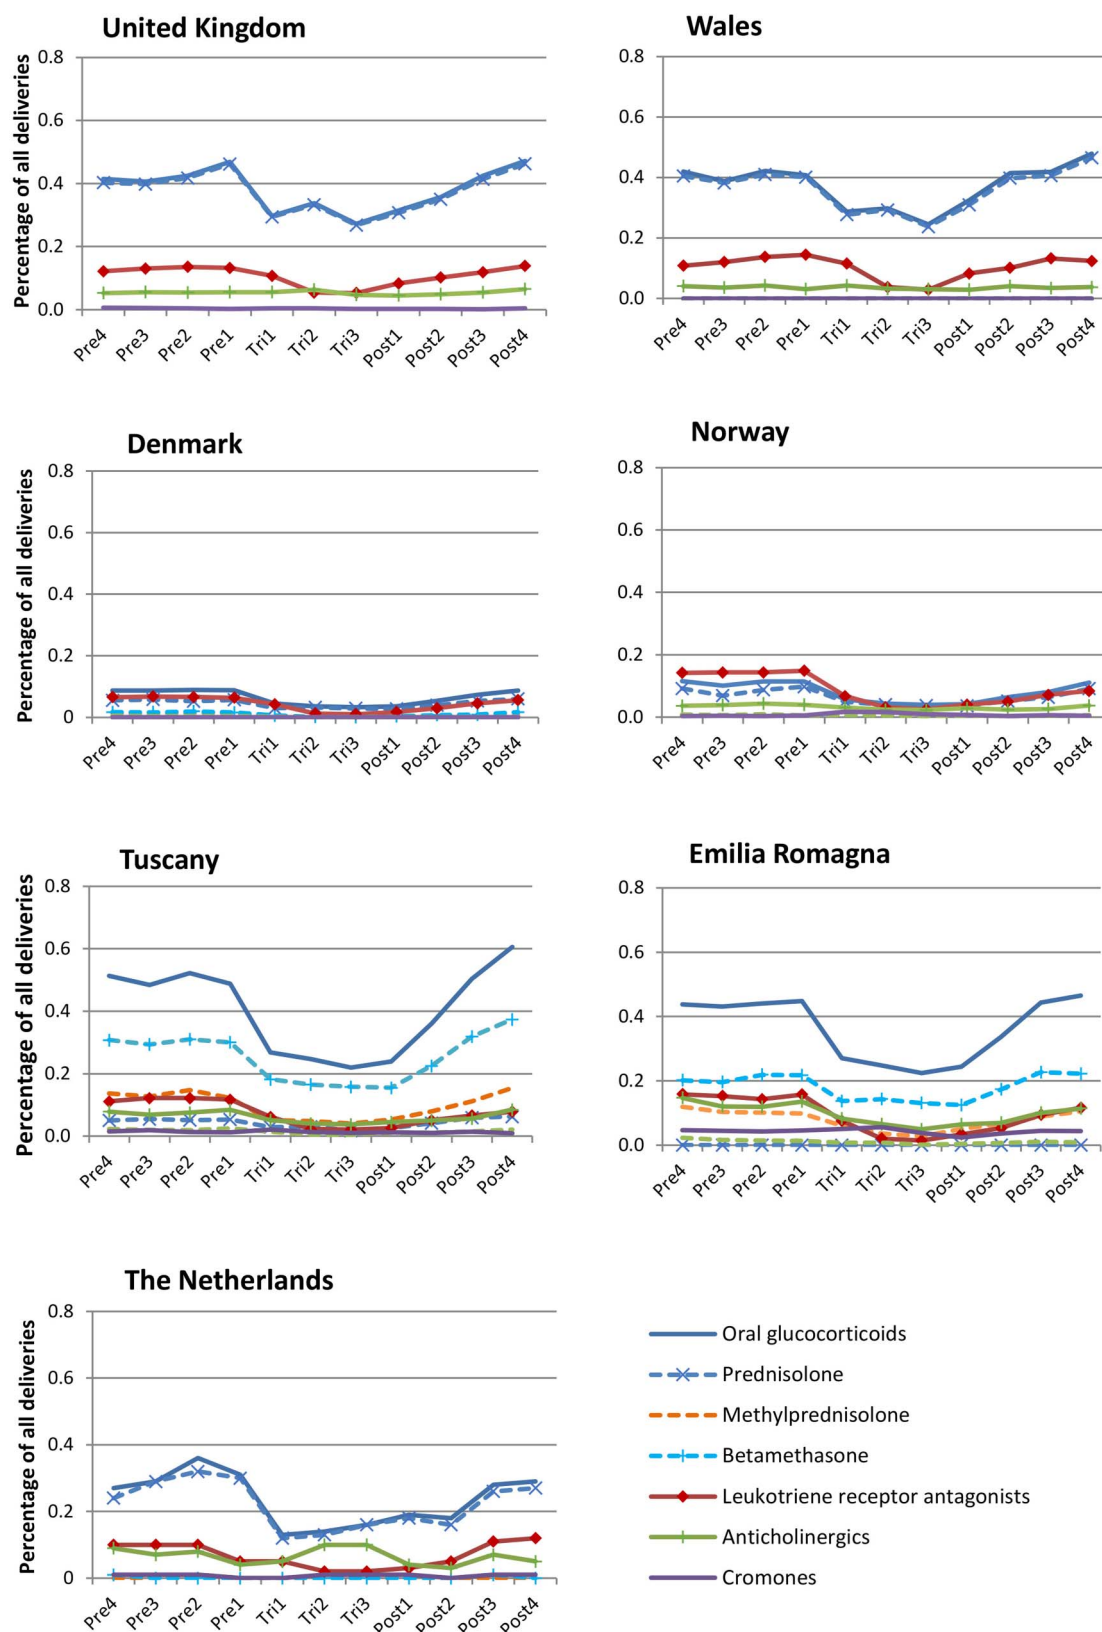 United Kingdom
Percentage of all deliveries
0.8
0.6
0.4
0.2
0.0
Pre4 Pre3 Pre2 Pre1 Tri1 Tri2 Tri3 Post1 Post2 Post3 Post4
Wales
0.8
0.6
0.4
0.2
0.0
Pre4 Pre3 Pre2 Pre1 Tri1 Tri2 Tri3 Post1 Post2 Post3 Post4
Denmark
Percentage of all deliveries
0.8
0.6
0.4
0.2
0
Pre4 Pre3 Pre2 Pre1 Tri1 Tri2 Tri3 Post1 Post2 Post3 Post4
Norway
0.8
0.6
0.4
0.2
0.0
Pre4 Pre3 Pre2 Pre1 Tri1 Tri2 Tri3 Post1 Post2 Post3 Post4
Tuscany
Percentage of all deliveries
0.8
0.6
0.4
0.2
0.0
Pre4 Pre3 Pre2 Pre1 Tri1 Tri2 Tri3 Post1 Post2 Post3 Post4
Emilia Romagna
0.8
0.6
0.4
0.2
0.0
Pre4 Pre3 Pre2 Pre1 Tri1 Tri2 Tri3 Post1 Post2 Post3 Post4
The Netherlands
Percentage of all deliveries
0.8
0.6
0.4
0.2
0
Pre4 Pre3 Pre2 Pre1 Tri1 Tri2 Tri3 Post1 Post2 Post3 Post4
Oral glucocorticoids
Prednisolone
Methylprednisolone
Betamethasone
Leukotriene receptor antagonists
Anticholinergics
Cromones